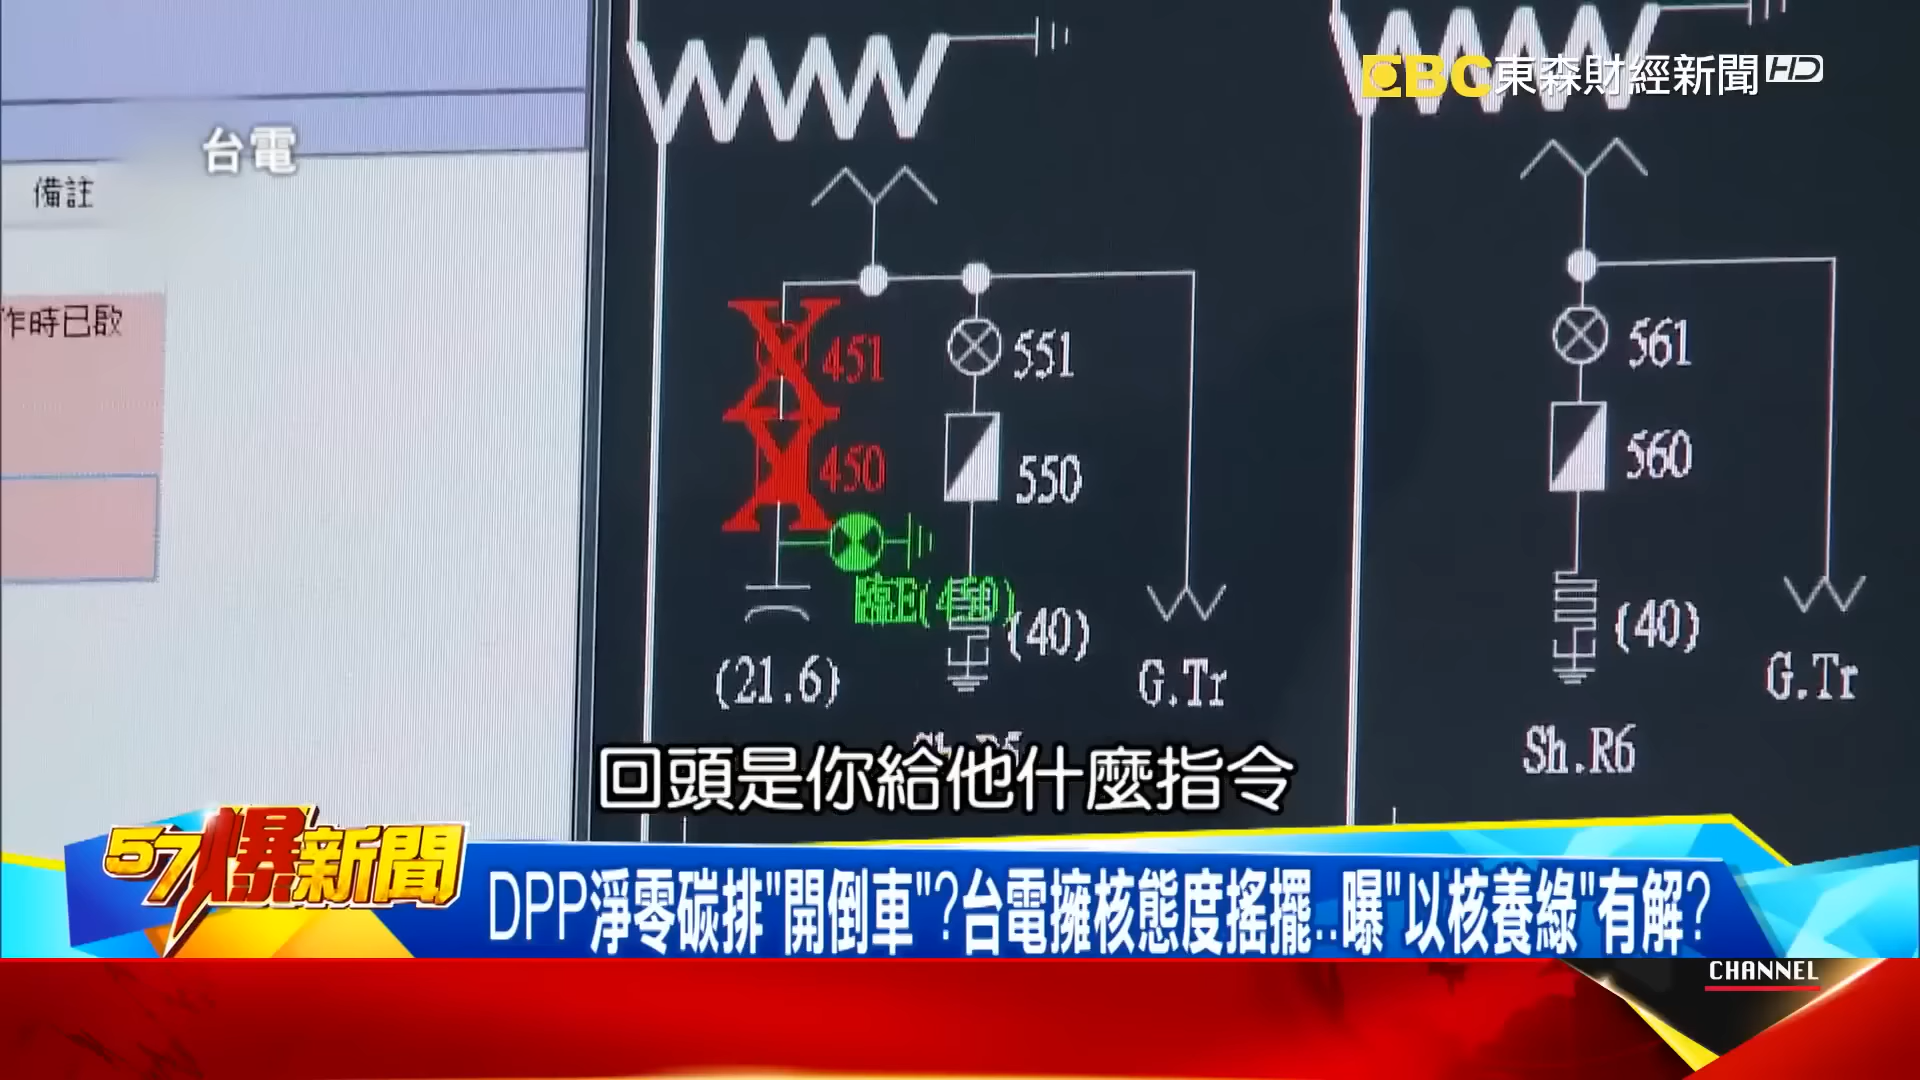 EBC東森財經新聞HD
台電
備註
作時已啟
451
551
561
450
550
560
(40)
(40)
(21.6)
G.Tr
G.Tr
Sh.R6
回頭是你給他什麼指令
57爆新聞
DPP淨零碳排"開倒車"?台電擁核態度搖擺..曝"以核養綠"有解?
CHANNEL